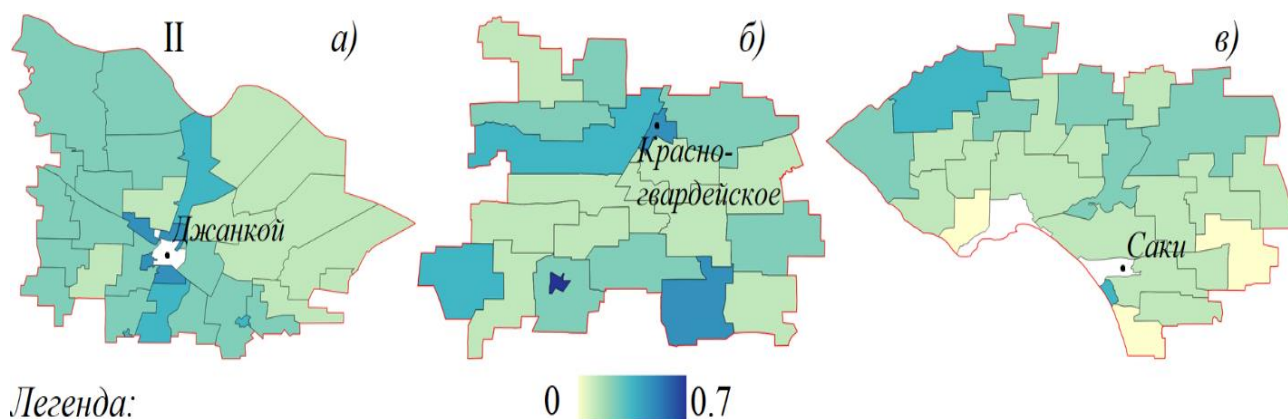 II
а)
б)
в)
Джанкой
Красно-
гвардейское
Саки
Легенда:
0
0.7